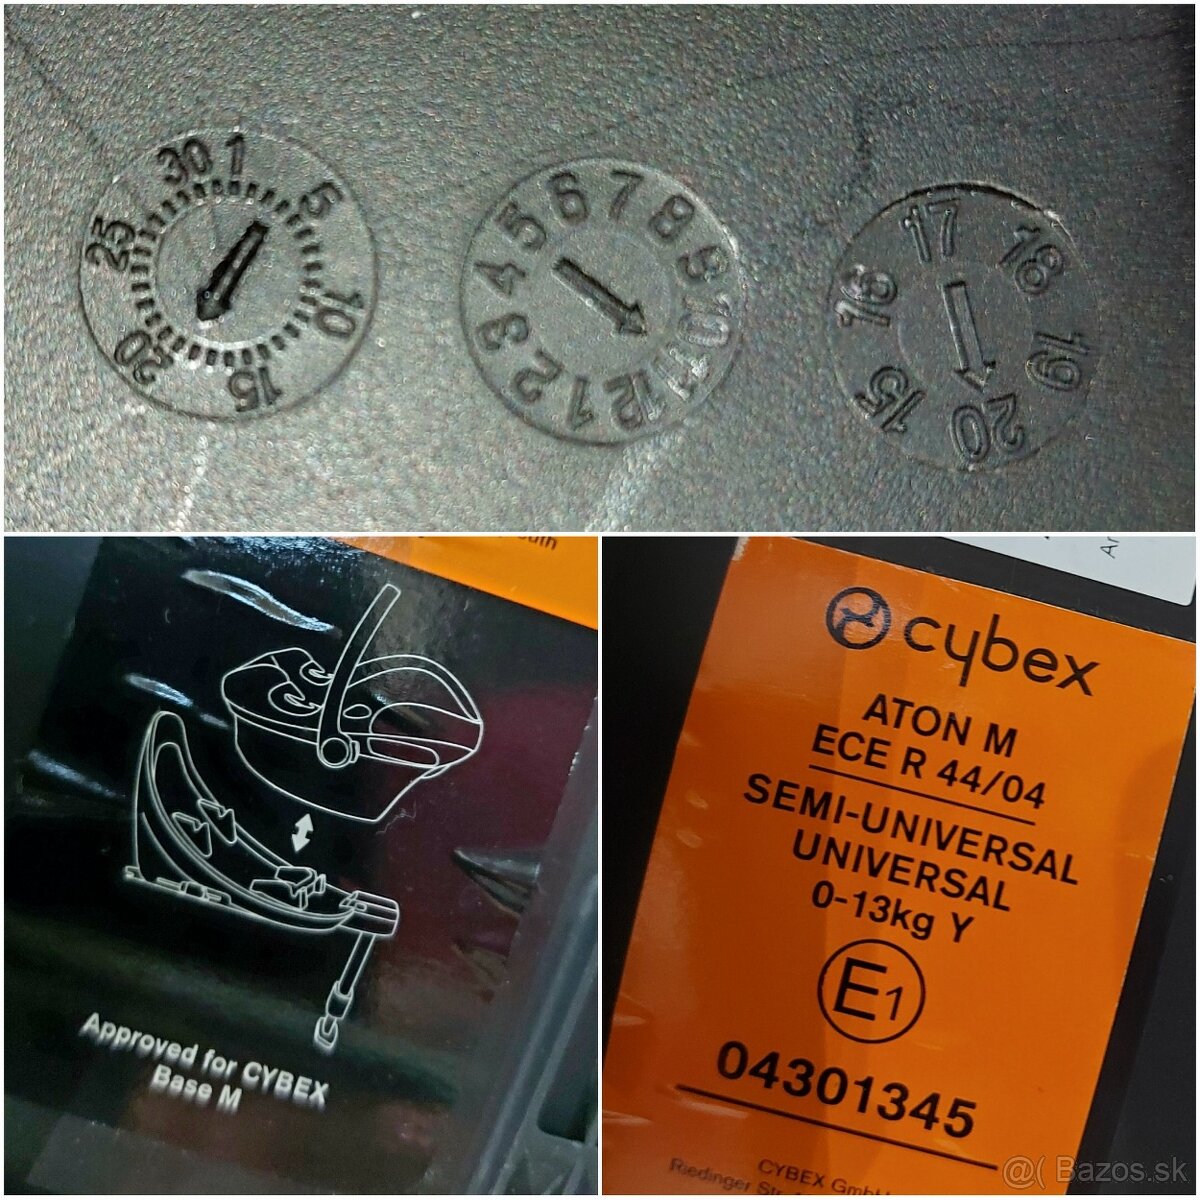 30 1 5 10 15 20 25
1 2 3 4 5 6 7 8 9 10 11 12
15 16 17 18 19 20
Approved for CYBEX
Base M
cybex
ATON M
ECE R 44/04
SEMI-UNIVERSAL
UNIVERSAL
0-13kg Y
E1
04301345
CYBEX GmbH
Riedinger Str.
@( Bazos.sk